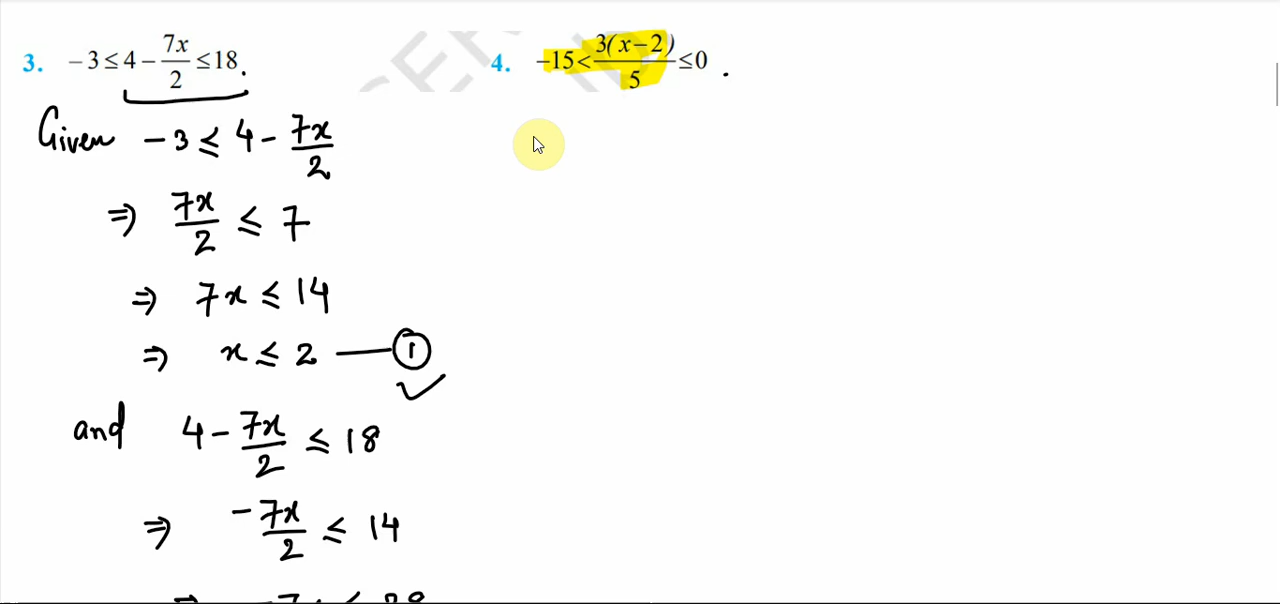 3. −3 ≤ 4 − 7x/2 ≤ 18.
Given −3 ≤ 4 − 7x/2
⇒ 7x/2 ≤ 7
⇒ 7x ≤ 14
⇒ x ≤ 2 — ①
and 4 − 7x/2 ≤ 18
⇒ −7x/2 ≤ 14
4. −15 < 3(x−2)/5 ≤ 0 .